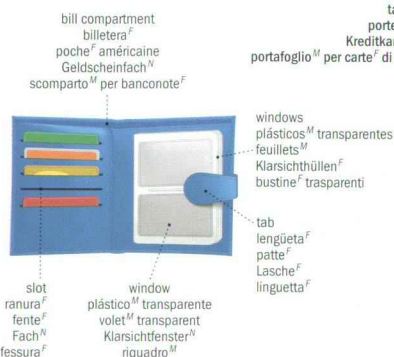 bill compartment
billetera F
poche F américaine
Geldscheinfach N
scomparto M per banconote F
porte
portafoglio M per carte F di
windows
plásticos M transparentes
feuillets M
Klarsichthüllen F
bustine F trasparenti
tab
lengüeta F
patte F
Lasche F
linguetta F
slot
ranura F
fente F
Fach N
fessura F
window
plástico M transparente
volet M transparent
Klarsichtfenster N
riquadro M